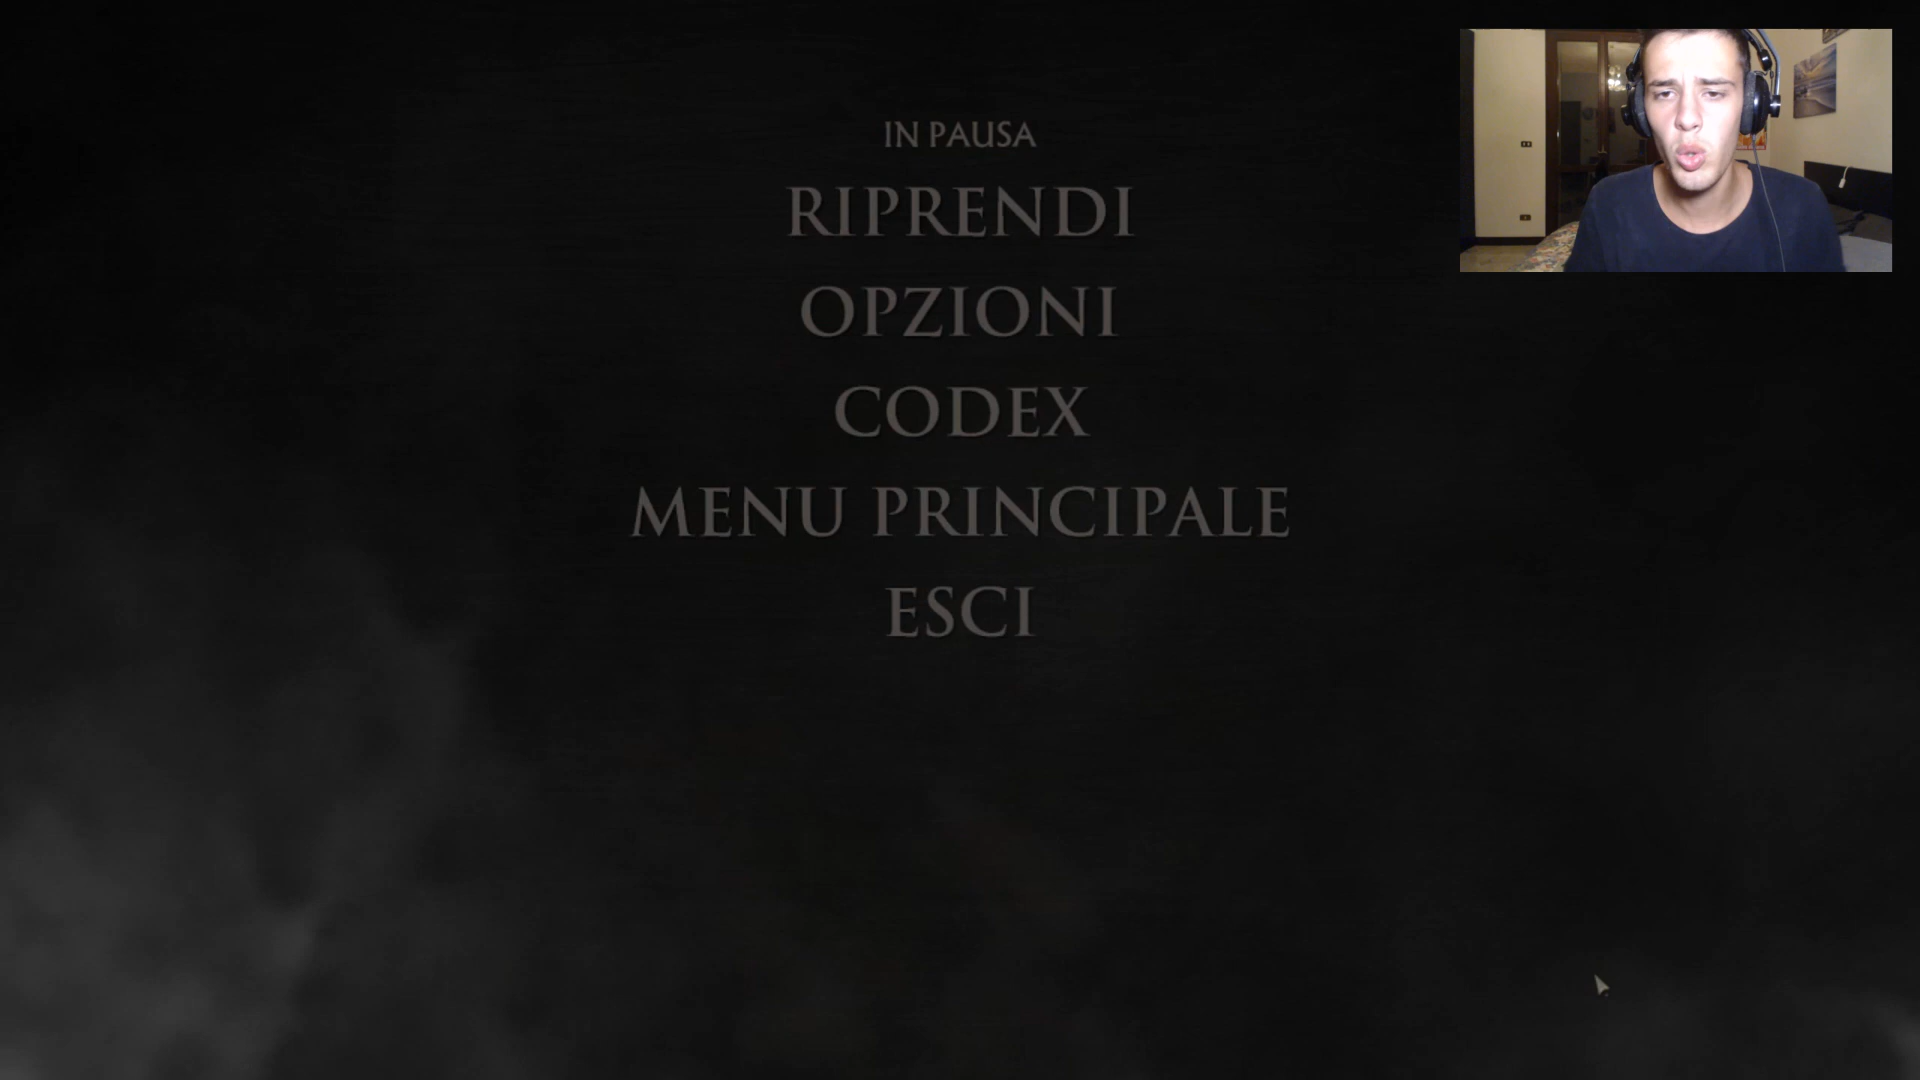 IN PAUSA
RIPRENDI
OPZIONI
CODEX
MENU PRINCIPALE
ESCI